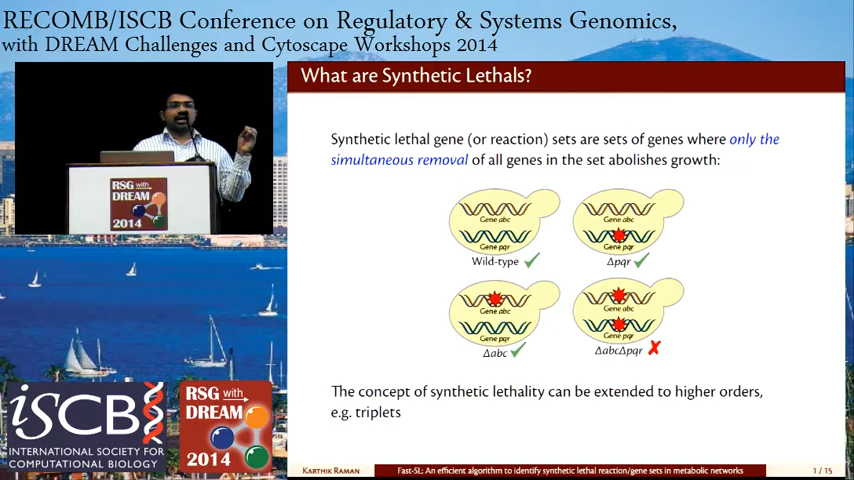 RECOMB/ISCB Conference on Regulatory & Systems Genomics,
with DREAM Challenges and Cytoscape Workshops 2014
What are Synthetic Lethals?
Synthetic lethal gene (or reaction) sets are sets of genes where only the
simultaneous removal of all genes in the set abolishes growth:
Gene abc
Gene pqr
Wild-type ✓
Gene abc
Gene pqr
Δpqr ✓
Gene abc
Gene pqr
Δabc ✓
Gene abc
Gene pqr
ΔabcΔpqr ✗
The concept of synthetic lethality can be extended to higher orders,
e.g. triplets
KARTHIK RAMAN
Fast-SL: An efficient algorithm to identify synthetic lethal reaction/gene sets in metabolic networks
1 / 15
RSG with
DREAM
2014
iSCB
INTERNATIONAL SOCIETY FOR
COMPUTATIONAL BIOLOGY
RSG with
DREAM
2014